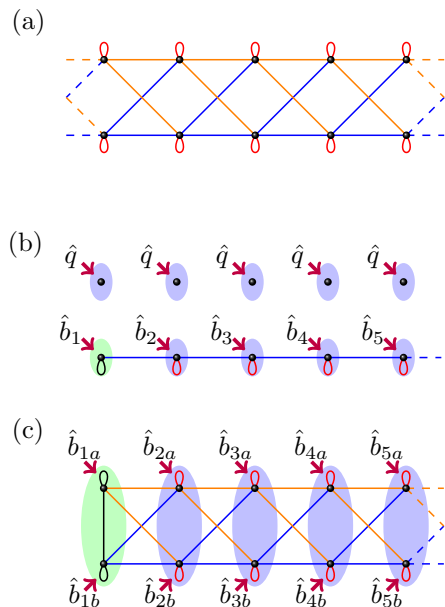 (a)
(b)
q̂ q̂ q̂ q̂ q̂
b̂₁ b̂₂ b̂₃ b̂₄ b̂₅
(c)
b̂₁ₐ b̂₂ₐ b̂₃ₐ b̂₄ₐ b̂₅ₐ
b̂_{1b} b̂_{2b} b̂_{3b} b̂_{4b} b̂_{5b}